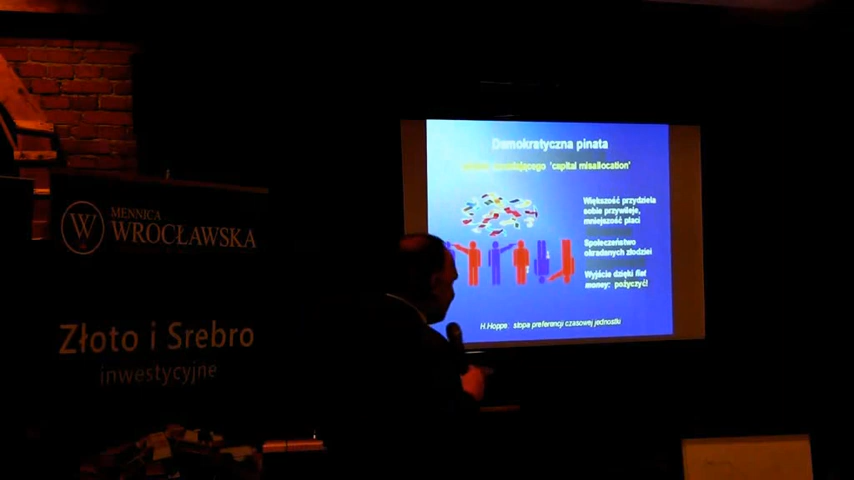 W
MENNICA
WROCŁAWSKA
Złoto i Srebro
inwestycyjne
Demokratyczna pinata
'capital misallocation'
Większość przydziela
sobie przywileje,
mniejszość płaci
Społeczeństwo
okradanych złodziei
Wyjście dzięki fiat
money: pożyczyć!
H.Hoppe: stopa preferencji czasowej jednostki